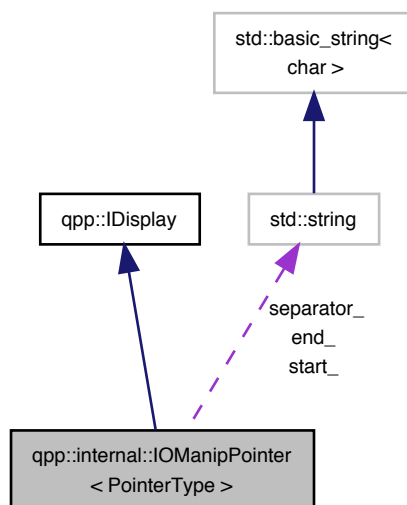 std::basic_string<
char >
qpp::IDisplay
std::string
separator_
end_
start_
qpp::internal::IOManipPointer
< PointerType >